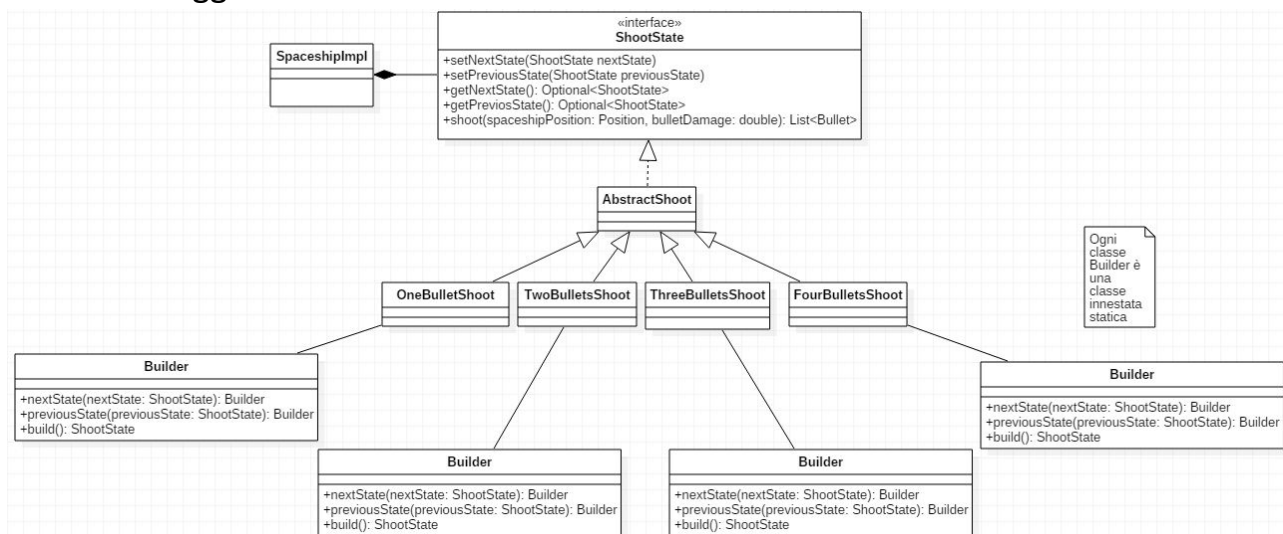 «interface»
ShootState
SpaceshipImpl
+setNextState(ShootState nextState)
+setPreviousState(ShootState previousState)
+getNextState(): Optional<ShootState>
+getPreviosState(): Optional<ShootState>
+shoot(spaceshipPosition: Position, bulletDamage: double): List<Bullet>
AbstractShoot
Ogni
classe
Builder è
una
classe
innestata
statica
OneBulletShoot
TwoBulletsShoot
ThreeBulletsShoot
FourBulletsShoot
Builder
+nextState(nextState: ShootState): Builder
+previousState(previousState: ShootState): Builder
+build(): ShootState
Builder
+nextState(nextState: ShootState): Builder
+previousState(previousState: ShootState): Builder
+build(): ShootState
Builder
+nextState(nextState: ShootState): Builder
+previousState(previousState: ShootState): Builder
+build(): ShootState
Builder
+nextState(nextState: ShootState): Builder
+previousState(previousState: ShootState): Builder
+build(): ShootState